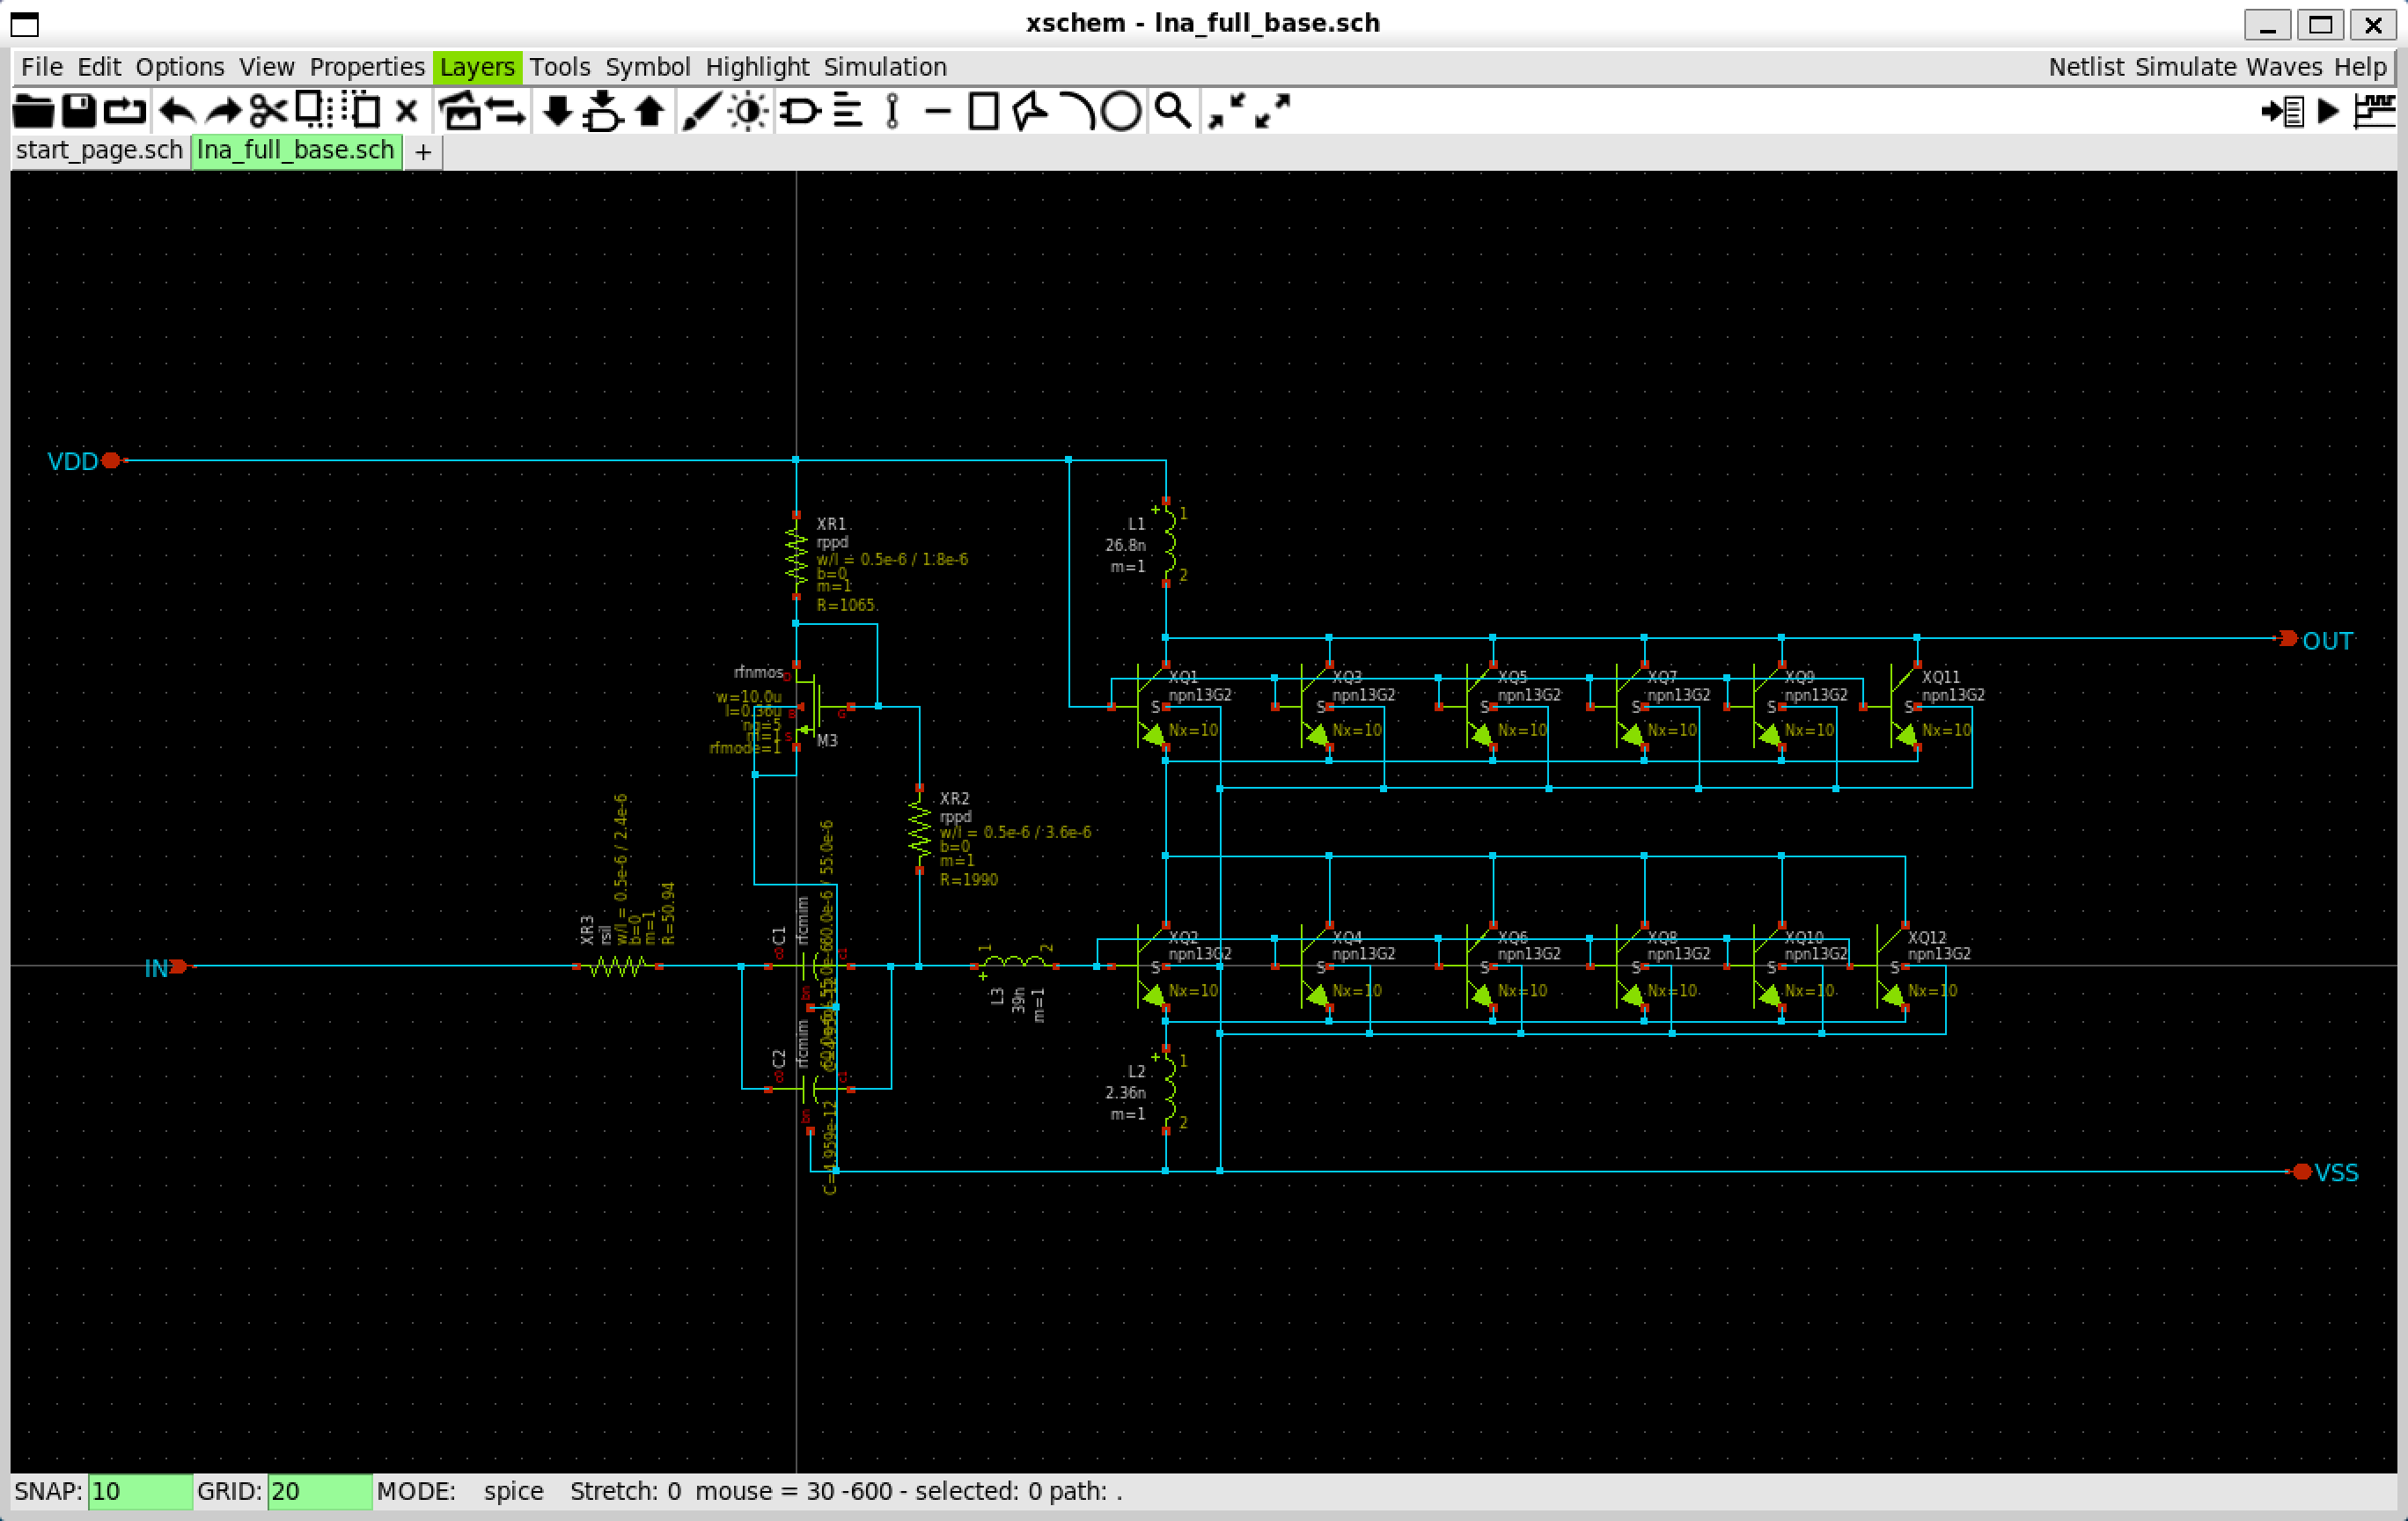 xschem - lna_full_base.sch
File Edit Options View Properties Layers Tools Symbol Highlight Simulation Netlist Simulate Waves Help
start_page.sch lna_full_base.sch +
VDD
XR1
rppd
w/l = 0.5e-6 / 1.8e-6
b=0
m=1
R=1065
L1
26.8n
m=1
1
2
OUT
rfnmos
w=10.0u
l=0.36u
ng=5
m=1
rfmode=1
D
B
G
S
M3
XQ1
npn13G2
S
Nx=10
XQ3
npn13G2
S
Nx=10
XQ5
npn13G2
S
Nx=10
XQ7
npn13G2
S
Nx=10
XQ9
npn13G2
S
Nx=10
XQ11
npn13G2
S
Nx=10
XR2
rppd
w/l = 0.5e-6 / 3.6e-6
b=0
m=1
R=1990
XR3
rsil
w/l = 0.5e-6 / 2.4e-6
b=0
m=1
R=50.94
IN
C1
rfcmim
c0
c1
bn
C2
rfcmim
c0
c1
bn
L3
39n
m=1
1
2
XQ2
npn13G2
S
Nx=10
XQ4
npn13G2
S
Nx=10
XQ6
npn13G2
S
Nx=10
XQ8
npn13G2
S
Nx=10
XQ10
npn13G2
S
Nx=10
XQ12
npn13G2
S
Nx=10
L2
2.36n
m=1
1
2
C=4.959e-12
VSS
SNAP: 10 GRID: 20 MODE: spice Stretch: 0 mouse = 30 -600 - selected: 0 path: .